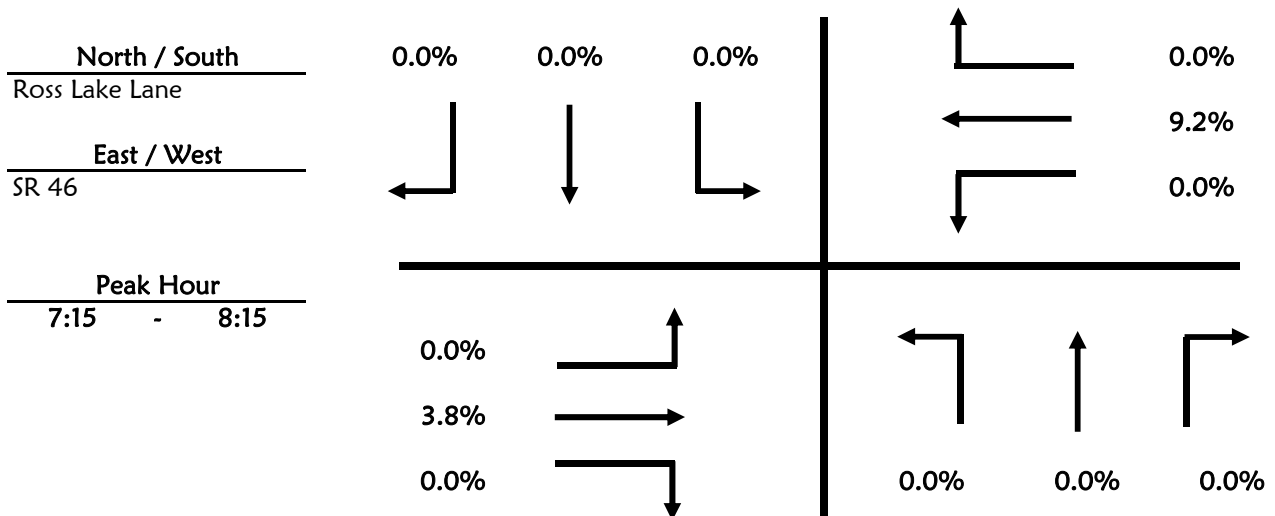 North / South
Ross Lake Lane
East / West
SR 46
Peak Hour
7:15 - 8:15
0.0% 0.0% 0.0%
0.0%
9.2%
0.0%
0.0%
3.8%
0.0%
0.0% 0.0% 0.0%